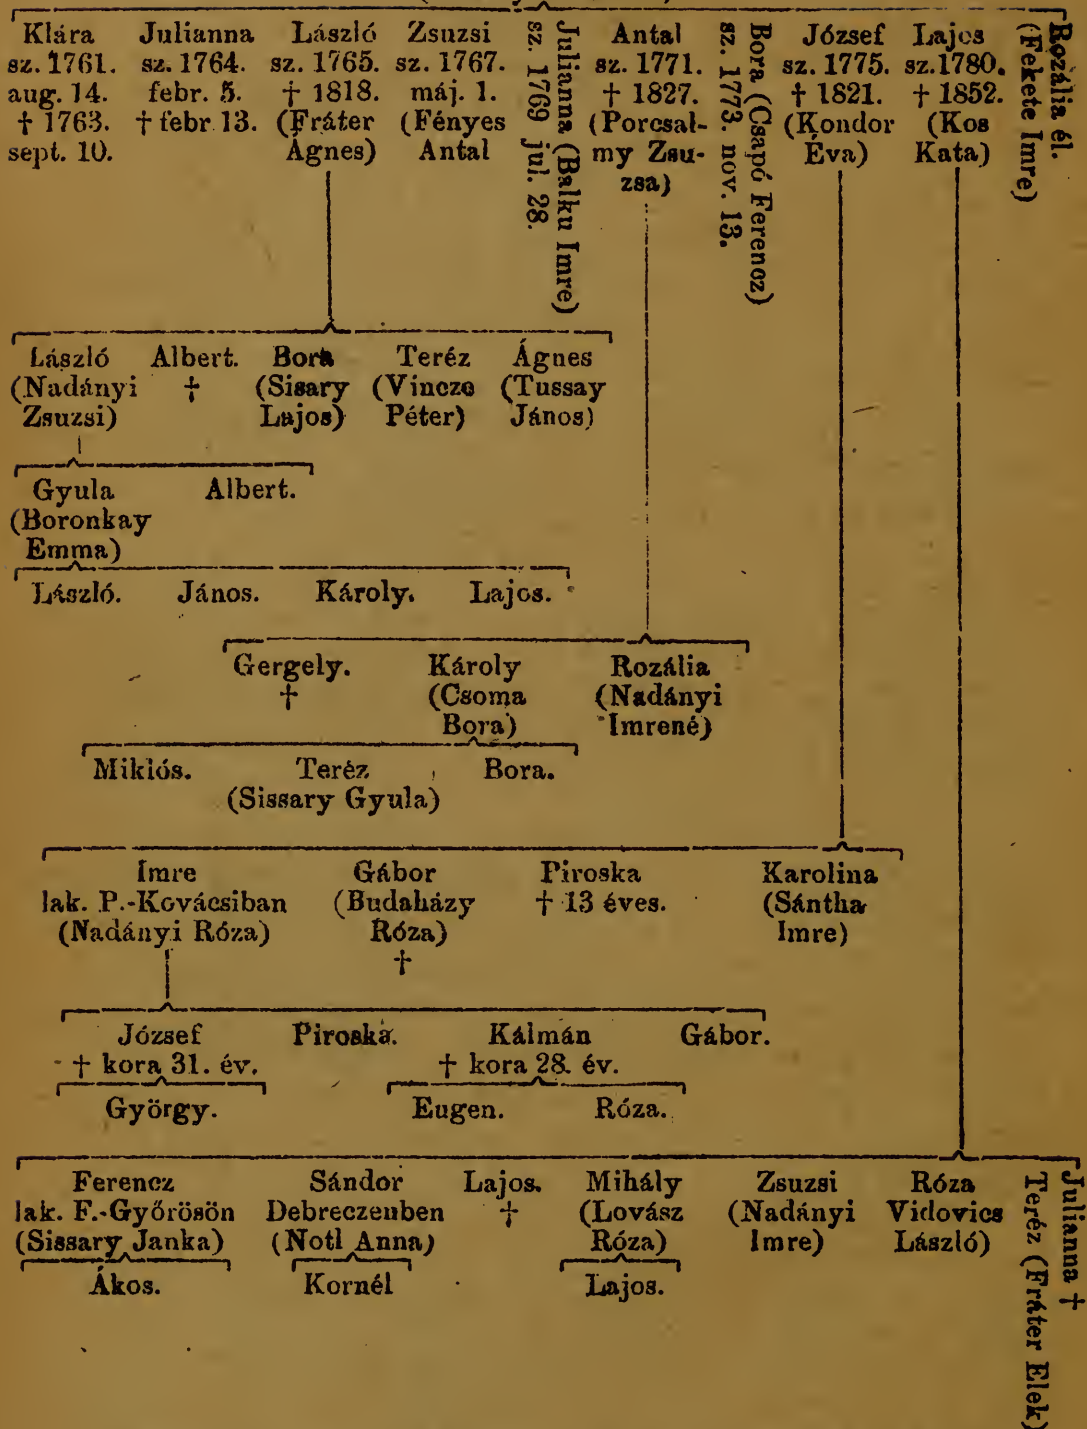 Klára Julianna László Zsuzsi Antal József Lajos
sz. 1761. sz. 1764. sz. 1765. sz. 1767. sz. 1771. sz. 1775. sz. 1780.
aug. 14. febr. 5. † 1818. máj. 1. † 1827. † 1821. † 1852.
† 1763. † febr. 13. (Fráter (Fényes (Porcsal- (Kondor (Kos
sept. 10. Ágnes) Antal my Zsu- Éva) Kata)
zsa)
Julianna (Balku Imre)
sz. 1769 jul. 28.
Bora (Csapó Ferencz)
sz. 1773. nov. 13.
Rozália él.
(Fekete Imre)
László Albert. Bora Teréz Ágnes
(Nadányi † (Sisary (Vincze (Tussay
Zsuzsi) Lajos) Péter) János)
Gyula Albert.
(Boronkay
Emma)
László. János. Károly. Lajos.
Gergely. Károly Rozália
† (Csoma (Nadányi
Bora) Imrené)
Miklós. Teréz Bora.
(Sissary Gyula)
Imre Gábor Piroska Karolina
lak. P.-Kovácsiban (Budaházy † 13 éves. (Sántha
(Nadányi Róza) Róza) Imre)
†
József Piroska. Kálmán Gábor.
† kora 31. év. † kora 28. év.
György. Eugen. Róza.
Ferencz Sándor Lajos. Mihály Zsuzsi Róza
lak. F.-Győrösön Debreczenben † (Lovász (Nadányi Vidovics
(Sissary Janka) (Notl Anna) Róza) Imre) László)
Ákos. Kornél Lajos.
Julianna †
Teréz (Fráter Elek)